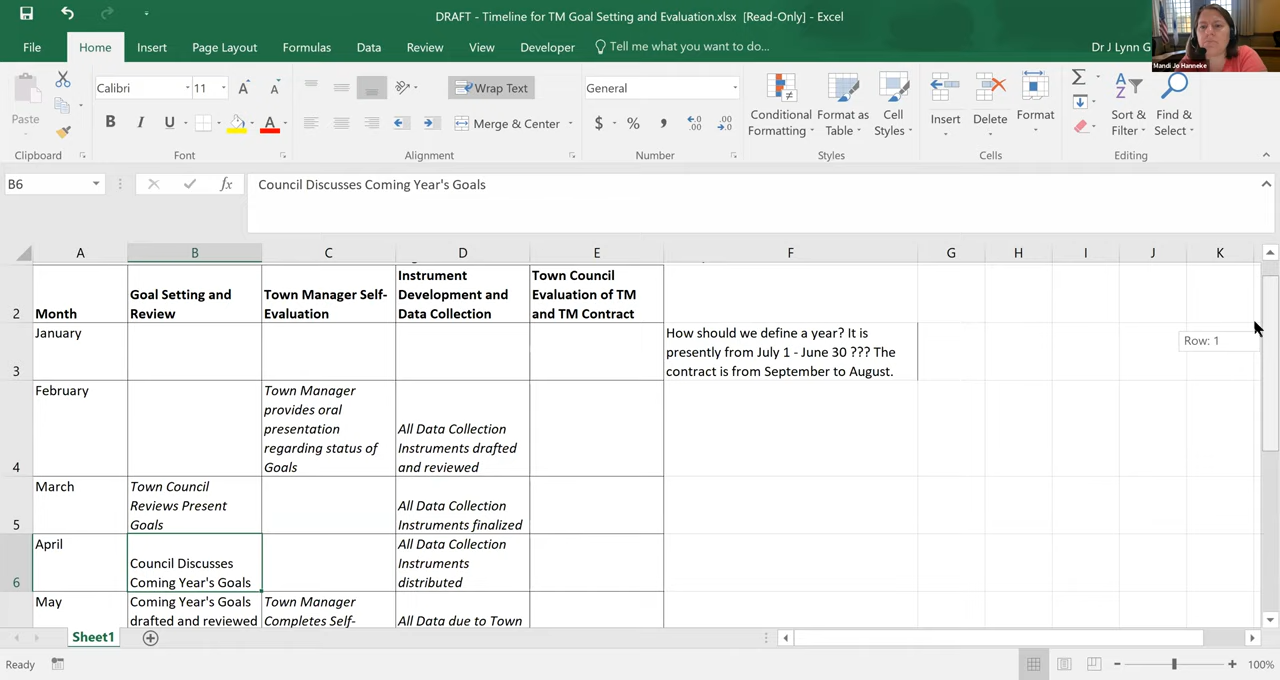 DRAFT - Timeline for TM Goal Setting and Evaluation.xlsx [Read-Only] - Excel
File
Home
Insert
Page Layout
Formulas
Data
Review
View
Developer
Tell me what you want to do...
Dr J Lynn G
Mandi Jo Hanneke
Paste
Clipboard
Calibri
11
B I U
Font
Wrap Text
Merge & Center
Alignment
General
$ % ,
Number
Conditional
Formatting
Format as
Table
Cell
Styles
Styles
Insert
Delete
Format
Cells
Sort &
Filter
Find &
Select
Editing
B6
fx
Council Discusses Coming Year's Goals
A B C D E F G H I J K
2
Month
Goal Setting and
Review
Town Manager Self-
Evaluation
Instrument
Development and
Data Collection
Town Council
Evaluation of TM
and TM Contract
3
January
How should we define a year? It is
presently from July 1 - June 30 ??? The
contract is from September to August.
Row: 1
4
February
Town Manager
provides oral
presentation
regarding status of
Goals
All Data Collection
Instruments drafted
and reviewed
5
March
Town Council
Reviews Present
Goals
All Data Collection
Instruments finalized
6
April
Council Discusses
Coming Year's Goals
All Data Collection
Instruments
distributed
May
Coming Year's Goals
drafted and reviewed
Town Manager
Completes Self-
All Data due to Town
Sheet1
Ready
100%